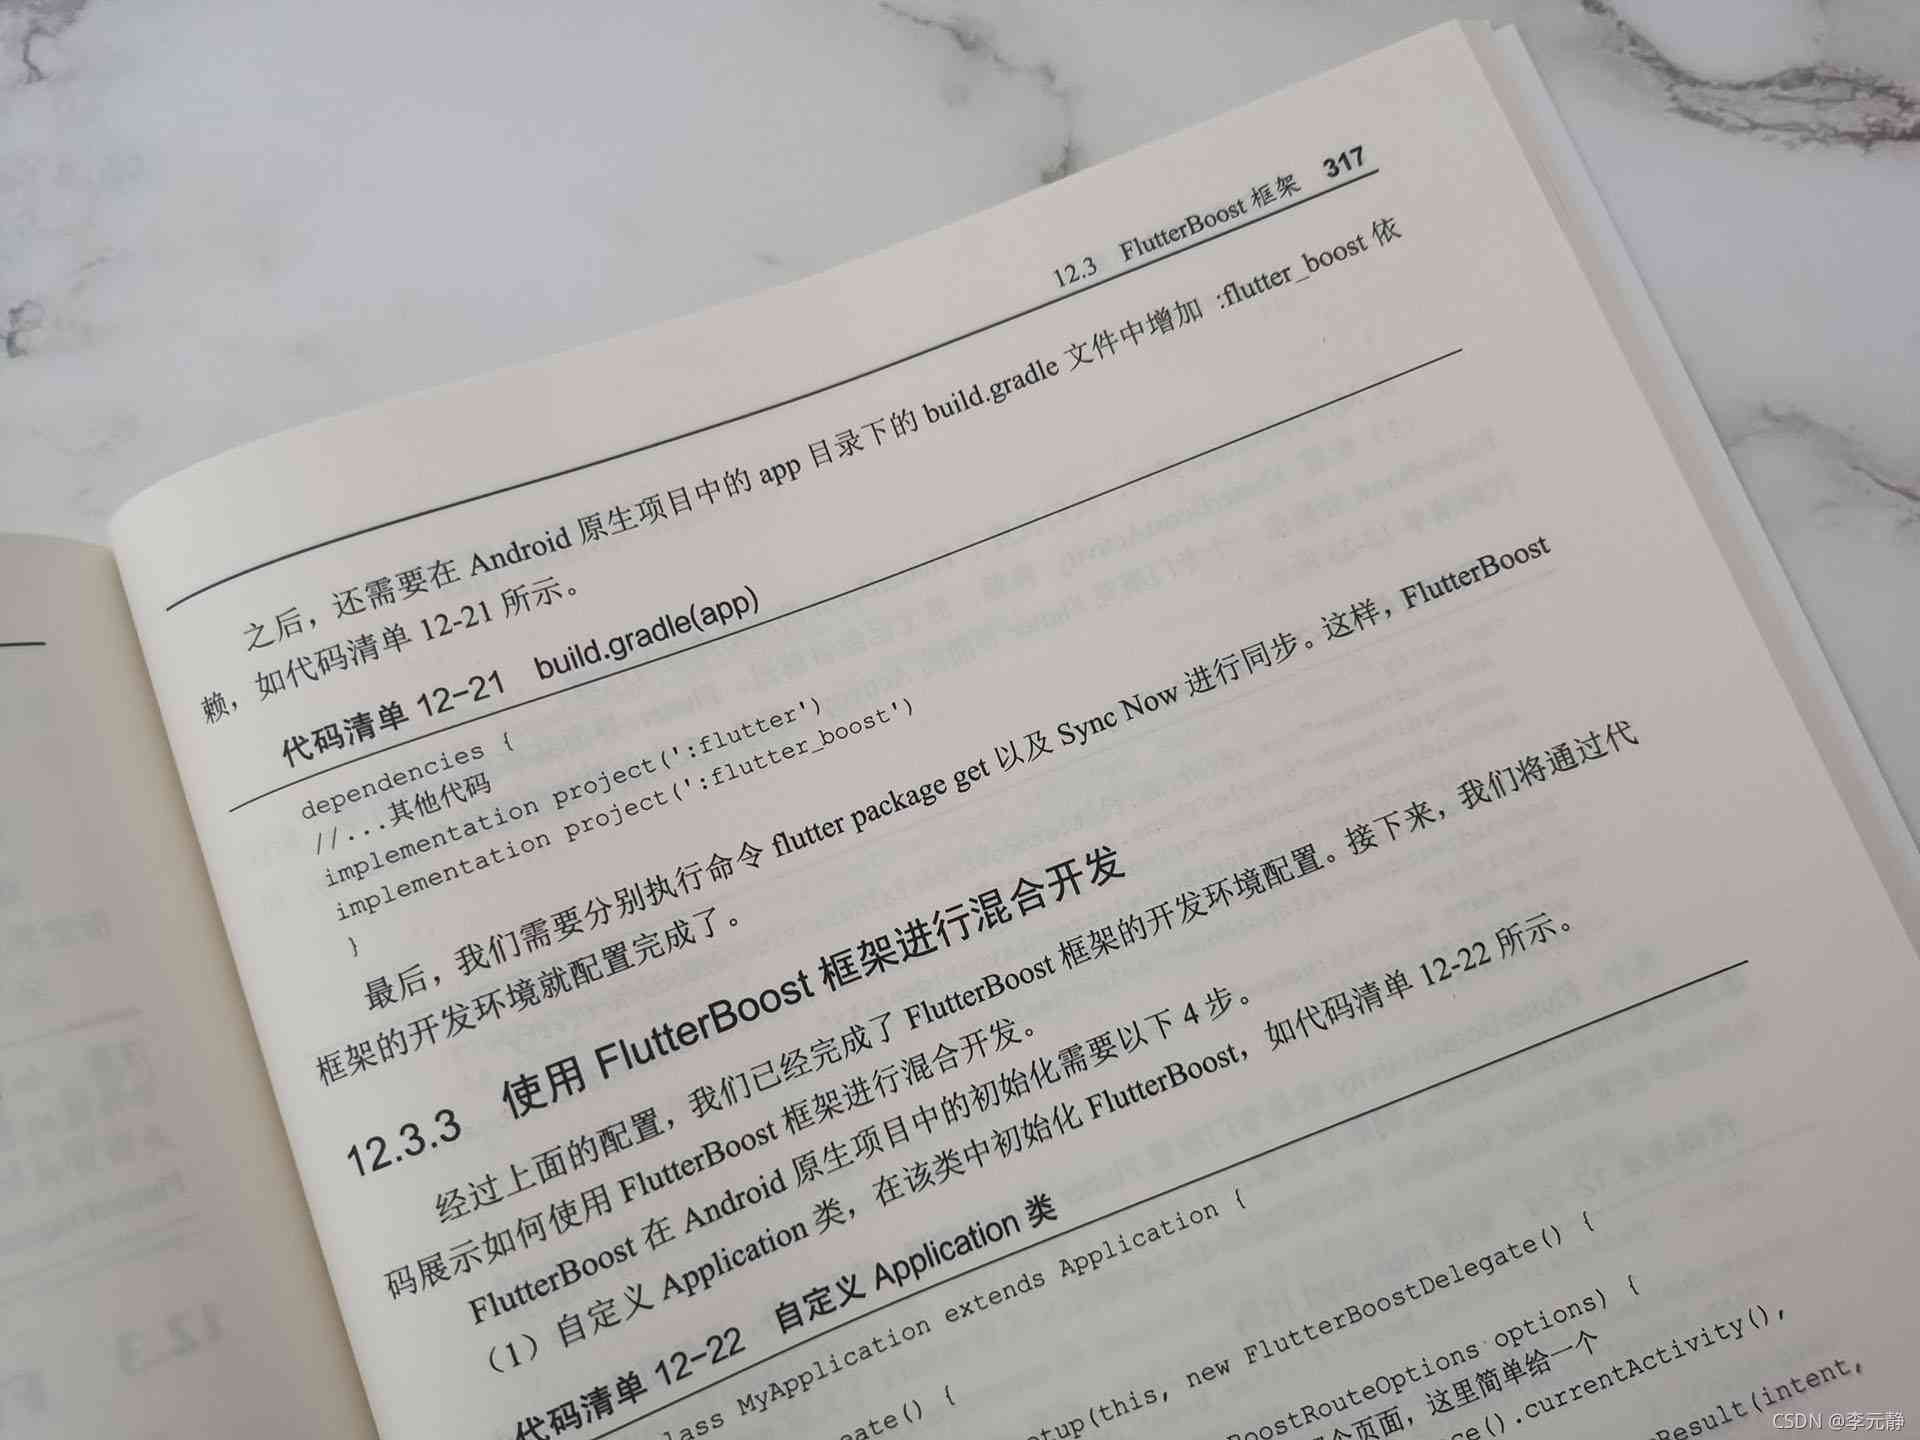 12.3 FlutterBoost 框架 317
之后，还需要在 Android 原生项目中的 app 目录下的 build.gradle 文件中增加 :flutter_boost 依
赖，如代码清单 12-21 所示。
代码清单 12-21 build.gradle(app)
dependencies {
//...其他代码
implementation project(':flutter')
implementation project(':flutter_boost')
}
最后，我们需要分别执行命令 flutter package get 以及 Sync Now 进行同步。这样，FlutterBoost
框架的开发环境就配置完成了。
12.3.3 使用 FlutterBoost 框架进行混合开发
经过上面的配置，我们已经完成了 FlutterBoost 框架的开发环境配置。接下来，我们将通过代
码展示如何使用 FlutterBoost 框架进行混合开发。
FlutterBoost 在 Android 原生项目中的初始化需要以下 4 步。
（1）自定义 Application 类，在该类中初始化 FlutterBoost，如代码清单 12-22 所示。
代码清单 12-22 自定义 Application 类
lass MyApplication extends Application {
eate() {
etup(this, new FlutterBoostDelegate() {
BoostRouteOptions options) {
个页面，这里简单给一个
ce().currentActivity(),
Result(intent,
CSDN @李元静